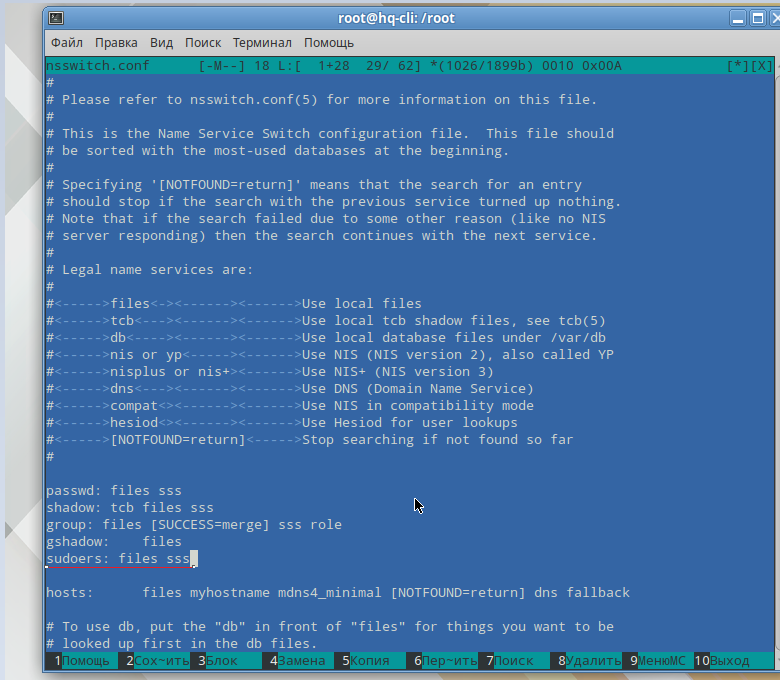 root@hq-cli: /root
Файл Правка Вид Поиск Терминал Помощь
nsswitch.conf [-M--] 18 L:[ 1+28 29/ 62] *(1026/1899b) 0010 0x00A [*][X]
#
# Please refer to nsswitch.conf(5) for more information on this file.
#
# This is the Name Service Switch configuration file. This file should
# be sorted with the most-used databases at the beginning.
#
# Specifying '[NOTFOUND=return]' means that the search for an entry
# should stop if the search with the previous service turned up nothing.
# Note that if the search failed due to some other reason (like no NIS
# server responding) then the search continues with the next service.
#
# Legal name services are:
#
#<------>files<-><------><------>Use local files
#<------>tcb<---><------><------>Use local tcb shadow files, see tcb(5)
#<------>db<----><------><------>Use local database files under /var/db
#<------>nis or yp<-----><------>Use NIS (NIS version 2), also called YP
#<------>nisplus or nis+><------>Use NIS+ (NIS version 3)
#<------>dns<---><------><------>Use DNS (Domain Name Service)
#<------>compat<><------><------>Use NIS in compatibility mode
#<------>hesiod<><------><------>Use Hesiod for user lookups
#<------>[NOTFOUND=return]<----->Stop searching if not found so far
#
passwd: files sss
shadow: tcb files sss
group: files [SUCCESS=merge] sss role
gshadow: files
sudoers: files sss
hosts: files myhostname mdns4_minimal [NOTFOUND=return] dns fallback
# To use db, put the "db" in front of "files" for things you want to be
# looked up first in the db files.
1Помощь 2Сох~ить 3Блок 4Замена 5Копия 6Пер~ить 7Поиск 8Удалить 9МенюMC 10Выход